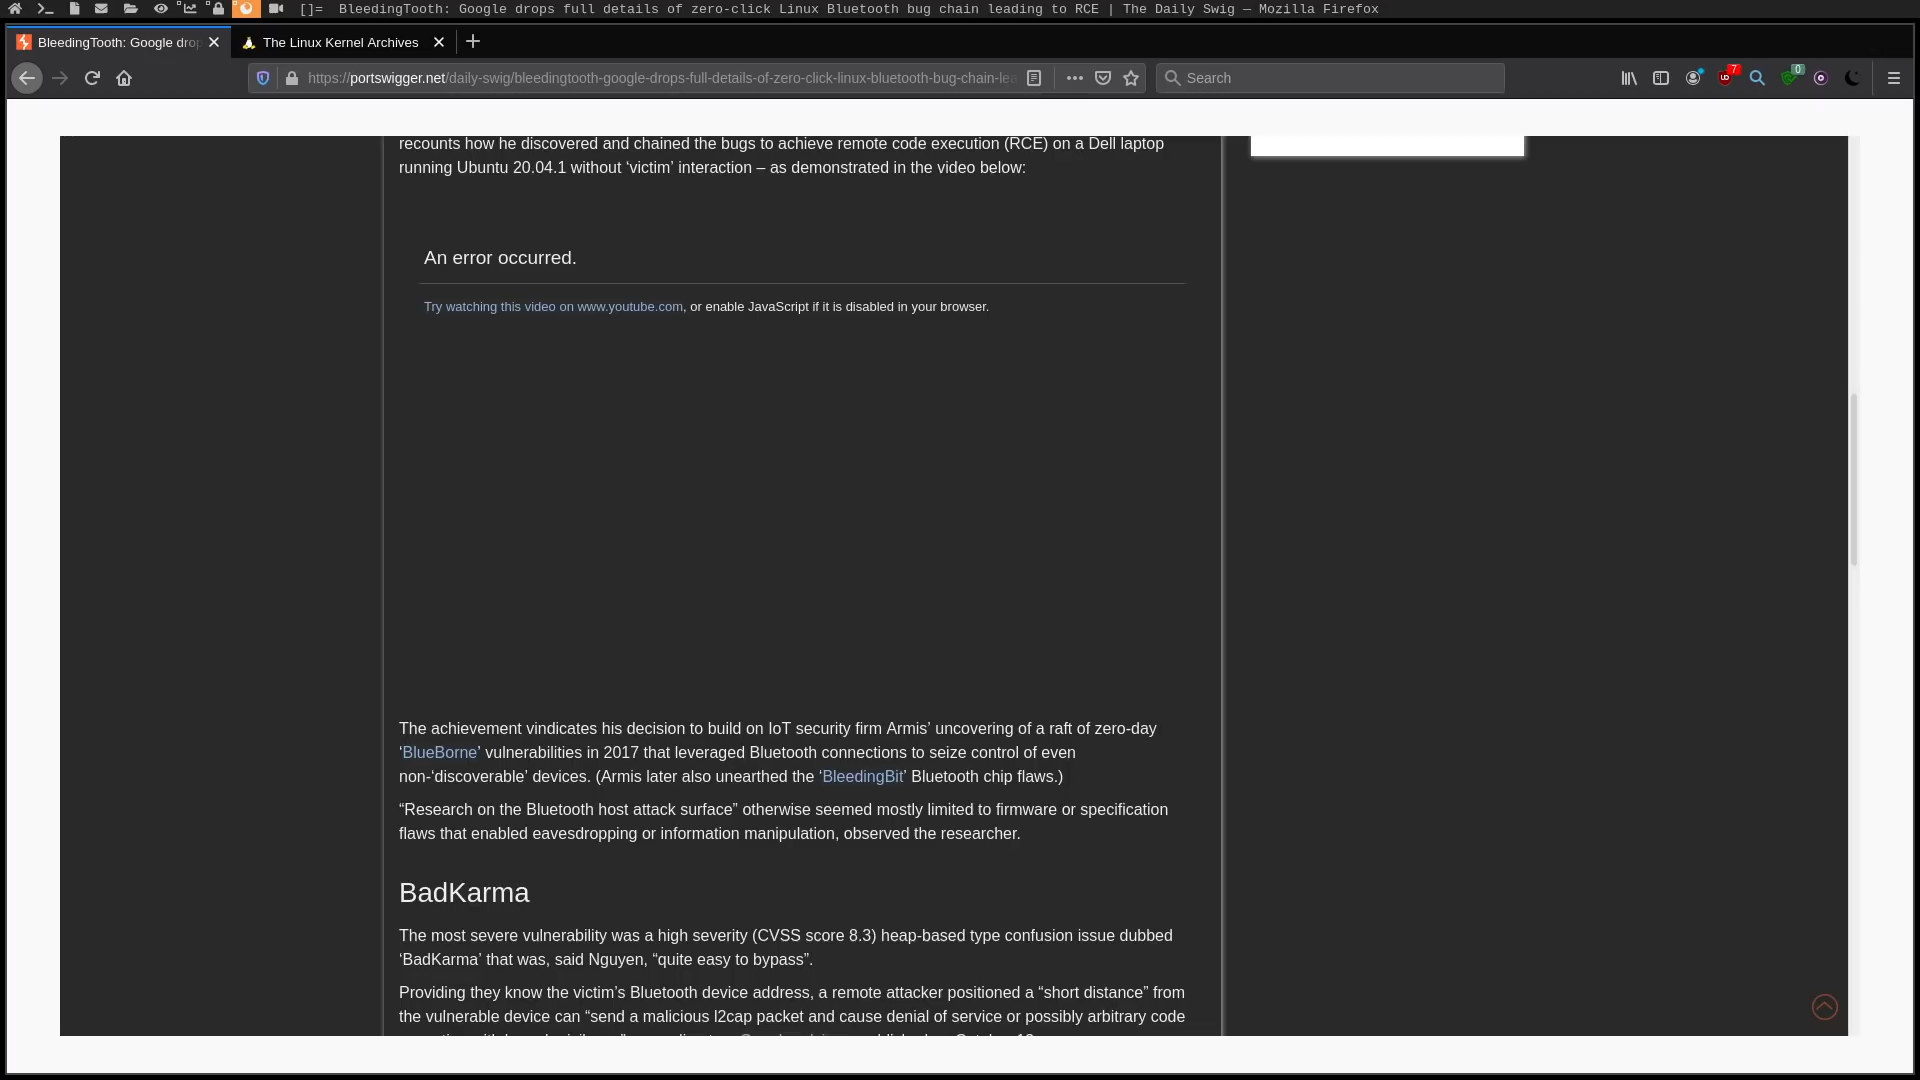 []= BleedingTooth: Google drops full details of zero-click Linux Bluetooth bug chain leading to RCE | The Daily Swig — Mozilla Firefox
BleedingTooth: Google drop
The Linux Kernel Archives
https://portswigger.net/daily-swig/bleedingtooth-google-drops-full-details-of-zero-click-linux-bluetooth-bug-chain-lea
Search
7
0
recounts how he discovered and chained the bugs to achieve remote code execution (RCE) on a Dell laptop
running Ubuntu 20.04.1 without ‘victim’ interaction – as demonstrated in the video below:
An error occurred.
Try watching this video on www.youtube.com, or enable JavaScript if it is disabled in your browser.
The achievement vindicates his decision to build on IoT security firm Armis’ uncovering of a raft of zero-day
‘BlueBorne’ vulnerabilities in 2017 that leveraged Bluetooth connections to seize control of even
non-‘discoverable’ devices. (Armis later also unearthed the ‘BleedingBit’ Bluetooth chip flaws.)
“Research on the Bluetooth host attack surface” otherwise seemed mostly limited to firmware or specification
flaws that enabled eavesdropping or information manipulation, observed the researcher.
BadKarma
The most severe vulnerability was a high severity (CVSS score 8.3) heap-based type confusion issue dubbed
‘BadKarma’ that was, said Nguyen, “quite easy to bypass”.
Providing they know the victim’s Bluetooth device address, a remote attacker positioned a “short distance” from
the vulnerable device can “send a malicious l2cap packet and cause denial of service or possibly arbitrary code